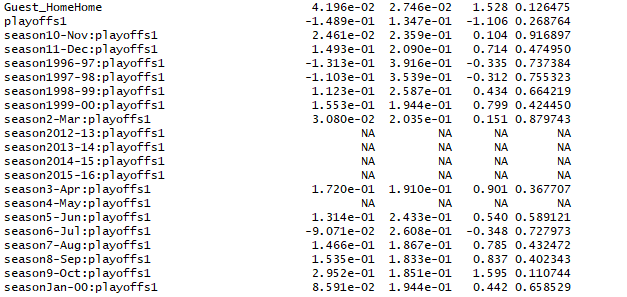 Guest_HomeHome 4.196e-02 2.746e-02 1.528 0.126475
playoffs1 -1.489e-01 1.347e-01 -1.106 0.268764
season10-Nov:playoffs1 2.461e-02 2.359e-01 0.104 0.916897
season11-Dec:playoffs1 1.493e-01 2.090e-01 0.714 0.474950
season1996-97:playoffs1 -1.313e-01 3.916e-01 -0.335 0.737384
season1997-98:playoffs1 -1.103e-01 3.539e-01 -0.312 0.755323
season1998-99:playoffs1 1.123e-01 2.587e-01 0.434 0.664219
season1999-00:playoffs1 1.553e-01 1.944e-01 0.799 0.424450
season2-Mar:playoffs1 3.080e-02 2.035e-01 0.151 0.879743
season2012-13:playoffs1 NA NA NA NA
season2013-14:playoffs1 NA NA NA NA
season2014-15:playoffs1 NA NA NA NA
season2015-16:playoffs1 NA NA NA NA
season3-Apr:playoffs1 1.720e-01 1.910e-01 0.901 0.367707
season4-May:playoffs1 NA NA NA NA
season5-Jun:playoffs1 1.314e-01 2.433e-01 0.540 0.589121
season6-Jul:playoffs1 -9.071e-02 2.608e-01 -0.348 0.727973
season7-Aug:playoffs1 1.466e-01 1.867e-01 0.785 0.432472
season8-Sep:playoffs1 1.535e-01 1.833e-01 0.837 0.402343
season9-Oct:playoffs1 2.952e-01 1.851e-01 1.595 0.110744
seasonJan-00:playoffs1 8.591e-02 1.944e-01 0.442 0.658529